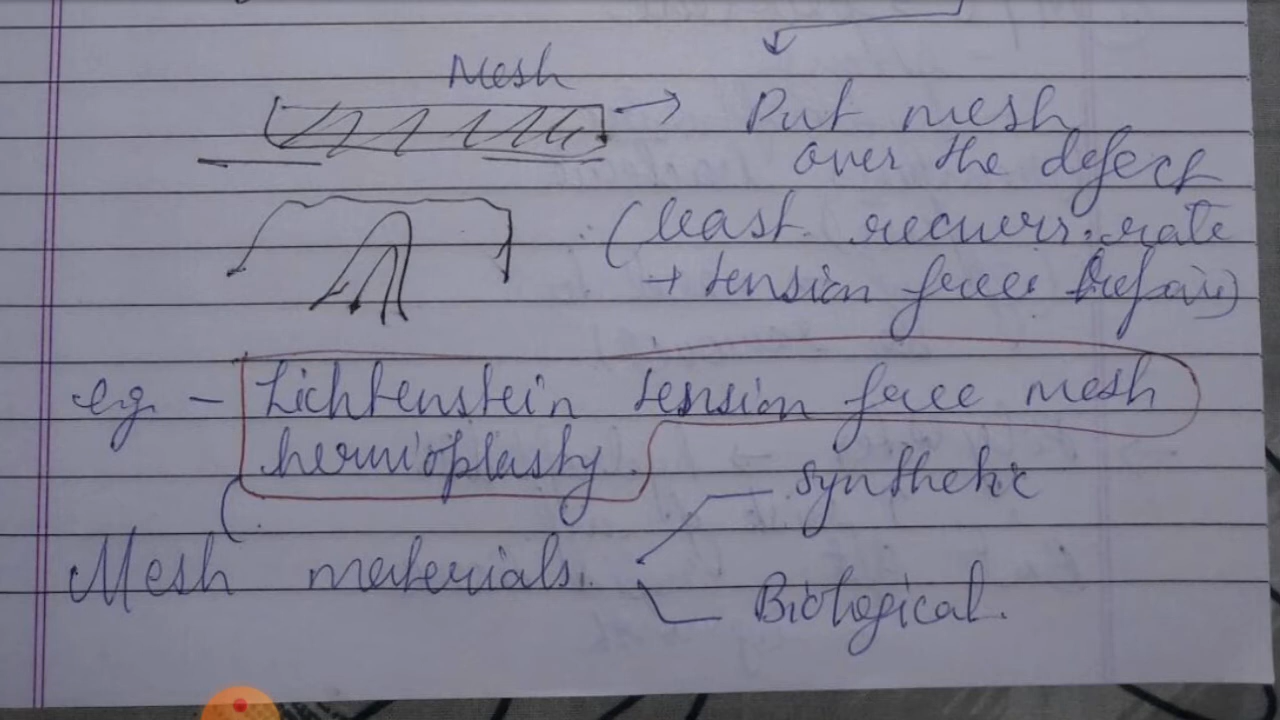 Mesh
Put mesh
over the defect
(least recurr. rate
+ tension free repair)
eg - Lichtenstein tension free mesh
hernioplasty.
Mesh materials.
synthetic
Biological.